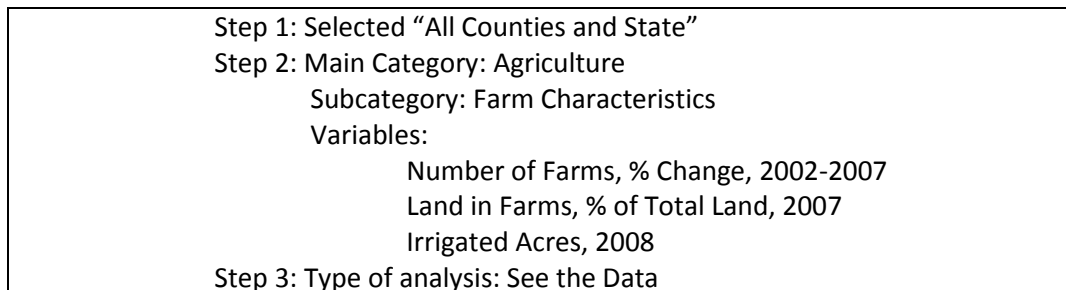 Step 1: Selected “All Counties and State”
Step 2: Main Category: Agriculture
Subcategory: Farm Characteristics
Variables:
Number of Farms, % Change, 2002-2007
Land in Farms, % of Total Land, 2007
Irrigated Acres, 2008
Step 3: Type of analysis: See the Data